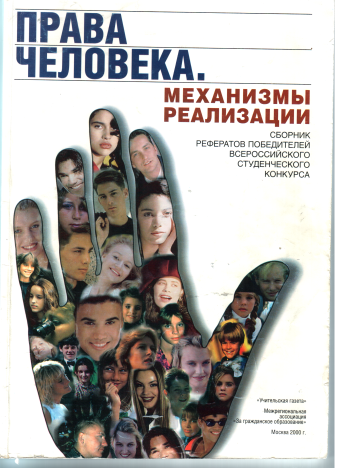 ПРАВА
ЧЕЛОВЕКА.
МЕХАНИЗМЫ
РЕАЛИЗАЦИИ
СБОРНИК
РЕФЕРАТОВ ПОБЕДИТЕЛЕЙ
ВСЕРОССИЙСКОГО
СТУДЕНЧЕСКОГО
КОНКУРСА
«Учительская газета»
Межрегиональная
ассоциация
«За гражданское образование»
Москва 2000 г.